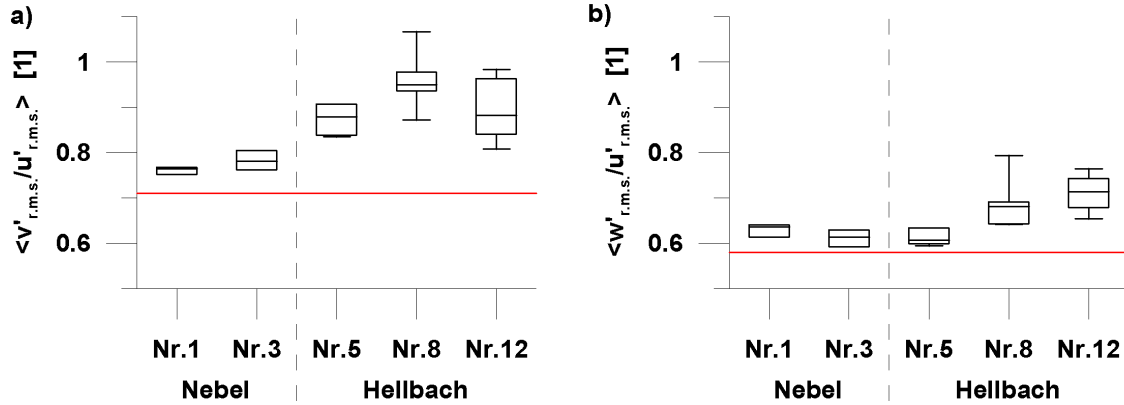 a)
<v'r.m.s./u'r.m.s.> [1]
1
0.8
0.6
Nr.1 Nr.3 Nr.5 Nr.8 Nr.12
Nebel Hellbach
b)
<w'r.m.s./u'r.m.s.> [1]
1
0.8
0.6
Nr.1 Nr.3 Nr.5 Nr.8 Nr.12
Nebel Hellbach